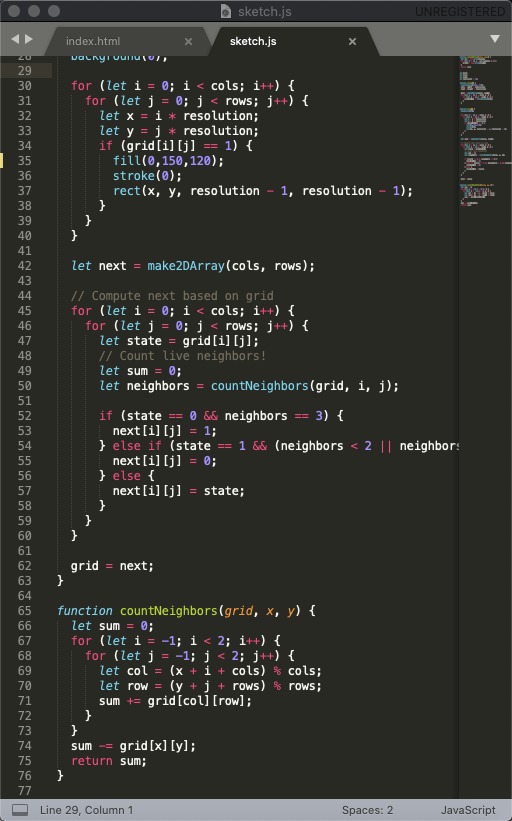 sketch.js
UNREGISTERED
index.html
sketch.js
28 background(0);
29
30 for (let i = 0; i < cols; i++) {
31 for (let j = 0; j < rows; j++) {
32 let x = i * resolution;
33 let y = j * resolution;
34 if (grid[i][j] == 1) {
35 fill(0,150,120);
36 stroke(0);
37 rect(x, y, resolution - 1, resolution - 1);
38 }
39 }
40 }
41
42 let next = make2DArray(cols, rows);
43
44 // Compute next based on grid
45 for (let i = 0; i < cols; i++) {
46 for (let j = 0; j < rows; j++) {
47 let state = grid[i][j];
48 // Count live neighbors!
49 let sum = 0;
50 let neighbors = countNeighbors(grid, i, j);
51
52 if (state == 0 && neighbors == 3) {
53 next[i][j] = 1;
54 } else if (state == 1 && (neighbors < 2 || neighbors
55 next[i][j] = 0;
56 } else {
57 next[i][j] = state;
58 }
59 }
60 }
61
62 grid = next;
63 }
64
65 function countNeighbors(grid, x, y) {
66 let sum = 0;
67 for (let i = -1; i < 2; i++) {
68 for (let j = -1; j < 2; j++) {
69 let col = (x + i + cols) % cols;
70 let row = (y + j + rows) % rows;
71 sum += grid[col][row];
72 }
73 }
74 sum -= grid[x][y];
75 return sum;
76 }
77
Line 29, Column 1
Spaces: 2
JavaScript